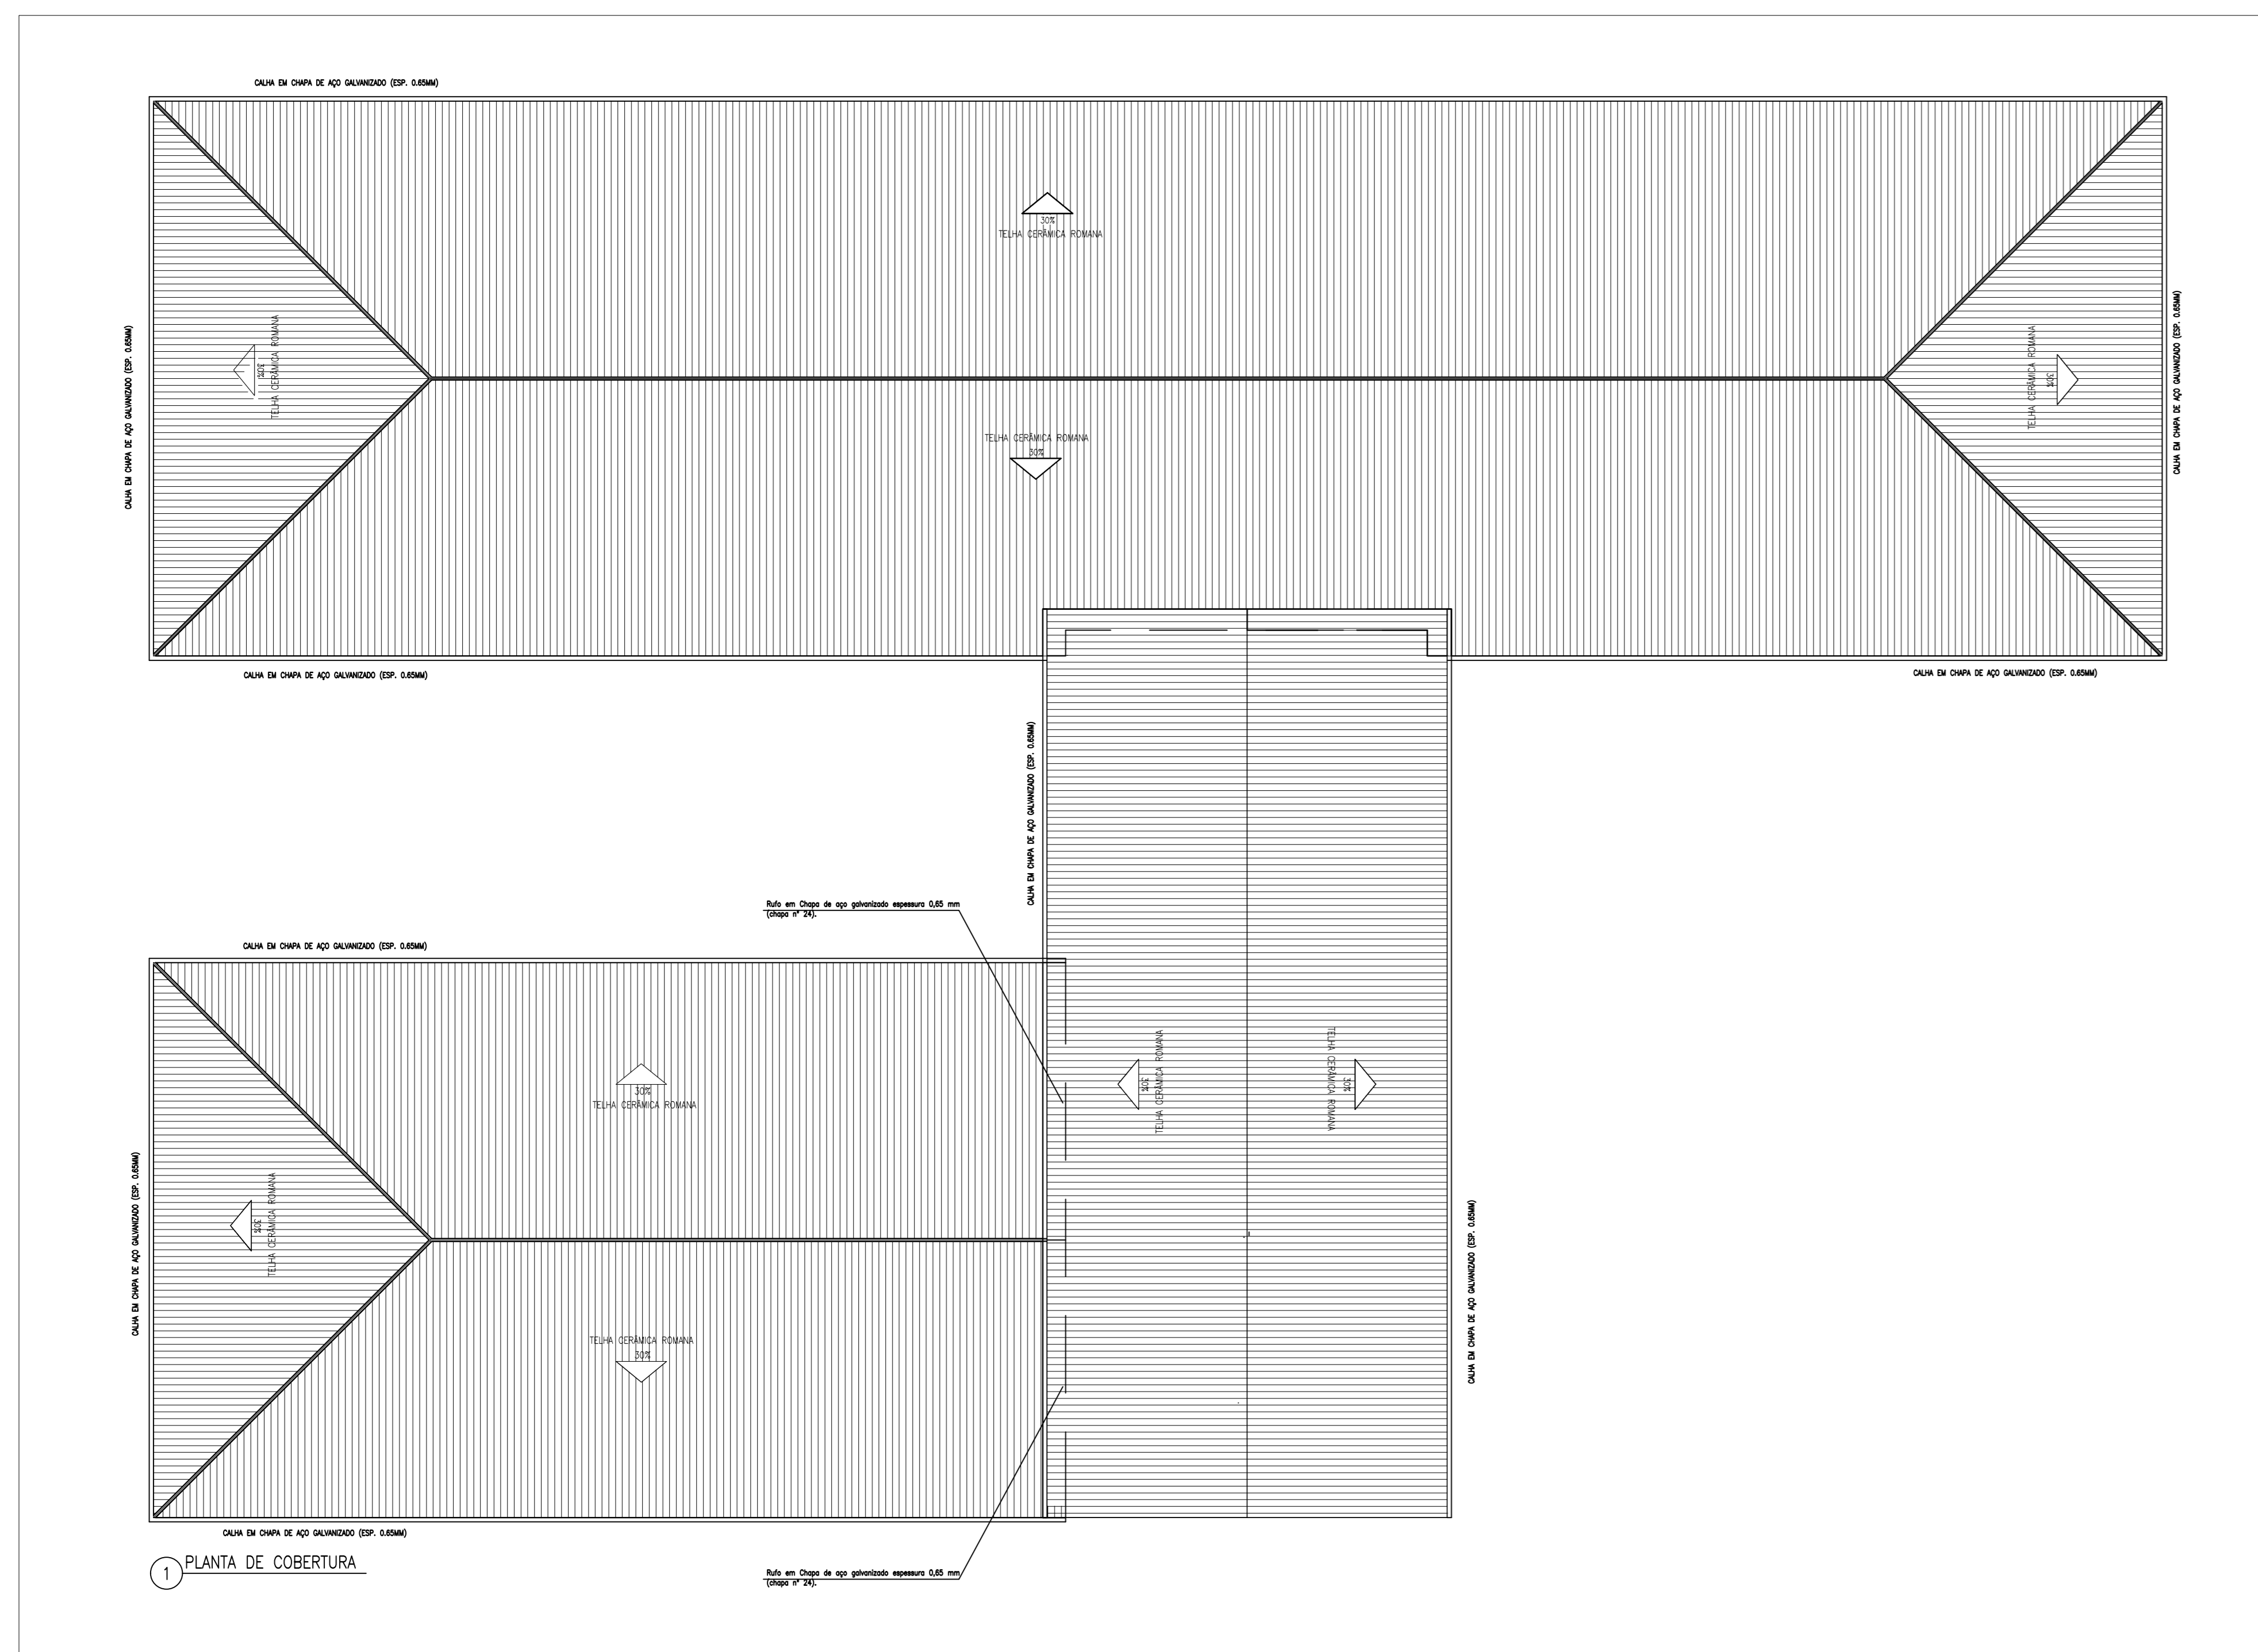 CALHA EM CHAPA DE AÇO GALVANIZADO (ESP. 0.65MM)
30%
TELHA CERÂMICA ROMANA
CALHA EM CHAPA DE AÇO GALVANIZADO (ESP. 0.65MM)
30%
TELHA CERÂMICA ROMANA
TELHA CERÂMICA ROMANA
30%
CALHA EM CHAPA DE AÇO GALVANIZADO (ESP. 0.65MM)
TELHA CERÂMICA ROMANA
30%
CALHA EM CHAPA DE AÇO GALVANIZADO (ESP. 0.65MM)
CALHA EM CHAPA DE AÇO GALVANIZADO (ESP. 0.65MM)
CALHA EM CHAPA DE AÇO GALVANIZADO (ESP. 0.65MM)
Rufo em Chapa de aço galvanizado espessura 0,65 mm
(chapa n° 24).
CALHA EM CHAPA DE AÇO GALVANIZADO (ESP. 0.65MM)
30%
TELHA CERÂMICA ROMANA
30%
TELHA CERÂMICA ROMANA
TELHA CERÂMICA ROMANA
30%
CALHA EM CHAPA DE AÇO GALVANIZADO (ESP. 0.65MM)
30%
TELHA CERÂMICA ROMANA
TELHA CERÂMICA ROMANA
30%
CALHA EM CHAPA DE AÇO GALVANIZADO (ESP. 0.65MM)
CALHA EM CHAPA DE AÇO GALVANIZADO (ESP. 0.65MM)
1 PLANTA DE COBERTURA
Rufo em Chapa de aço galvanizado espessura 0,65 mm
(chapa n° 24).